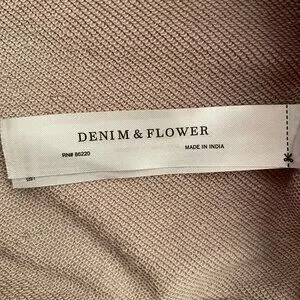 DENIM & FLOWER
RN# 86220 MADE IN INDIA